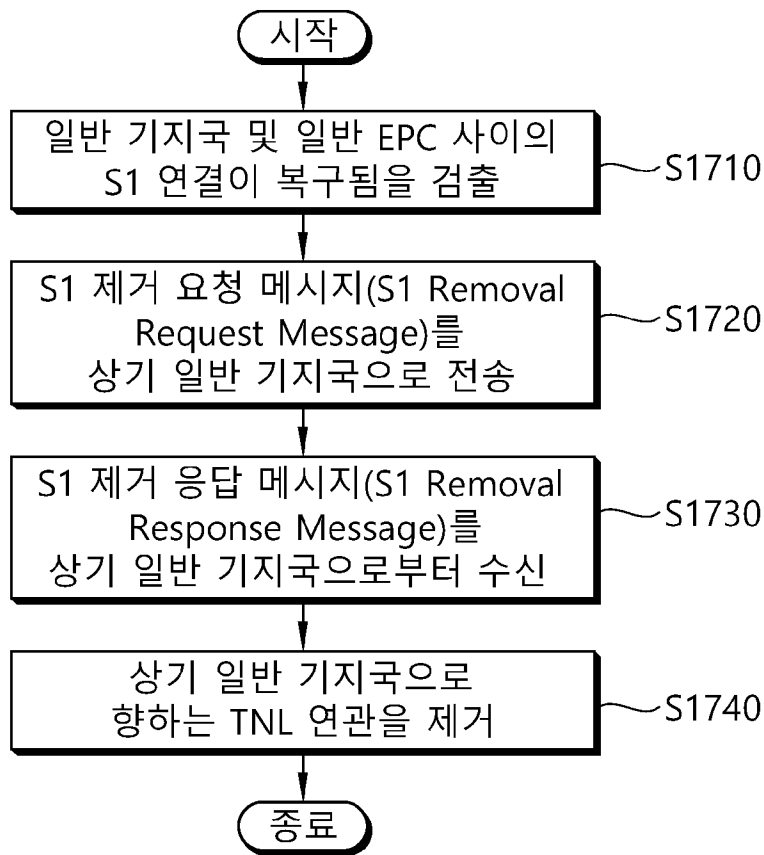 시작
일반 기지국 및 일반 EPC 사이의
S1 연결이 복구됨을 검출
S1710
S1 제거 요청 메시지(S1 Removal
Request Message)를
상기 일반 기지국으로 전송
S1720
S1 제거 응답 메시지(S1 Removal
Response Message)를
상기 일반 기지국으로부터 수신
S1730
상기 일반 기지국으로
향하는 TNL 연관을 제거
S1740
종료